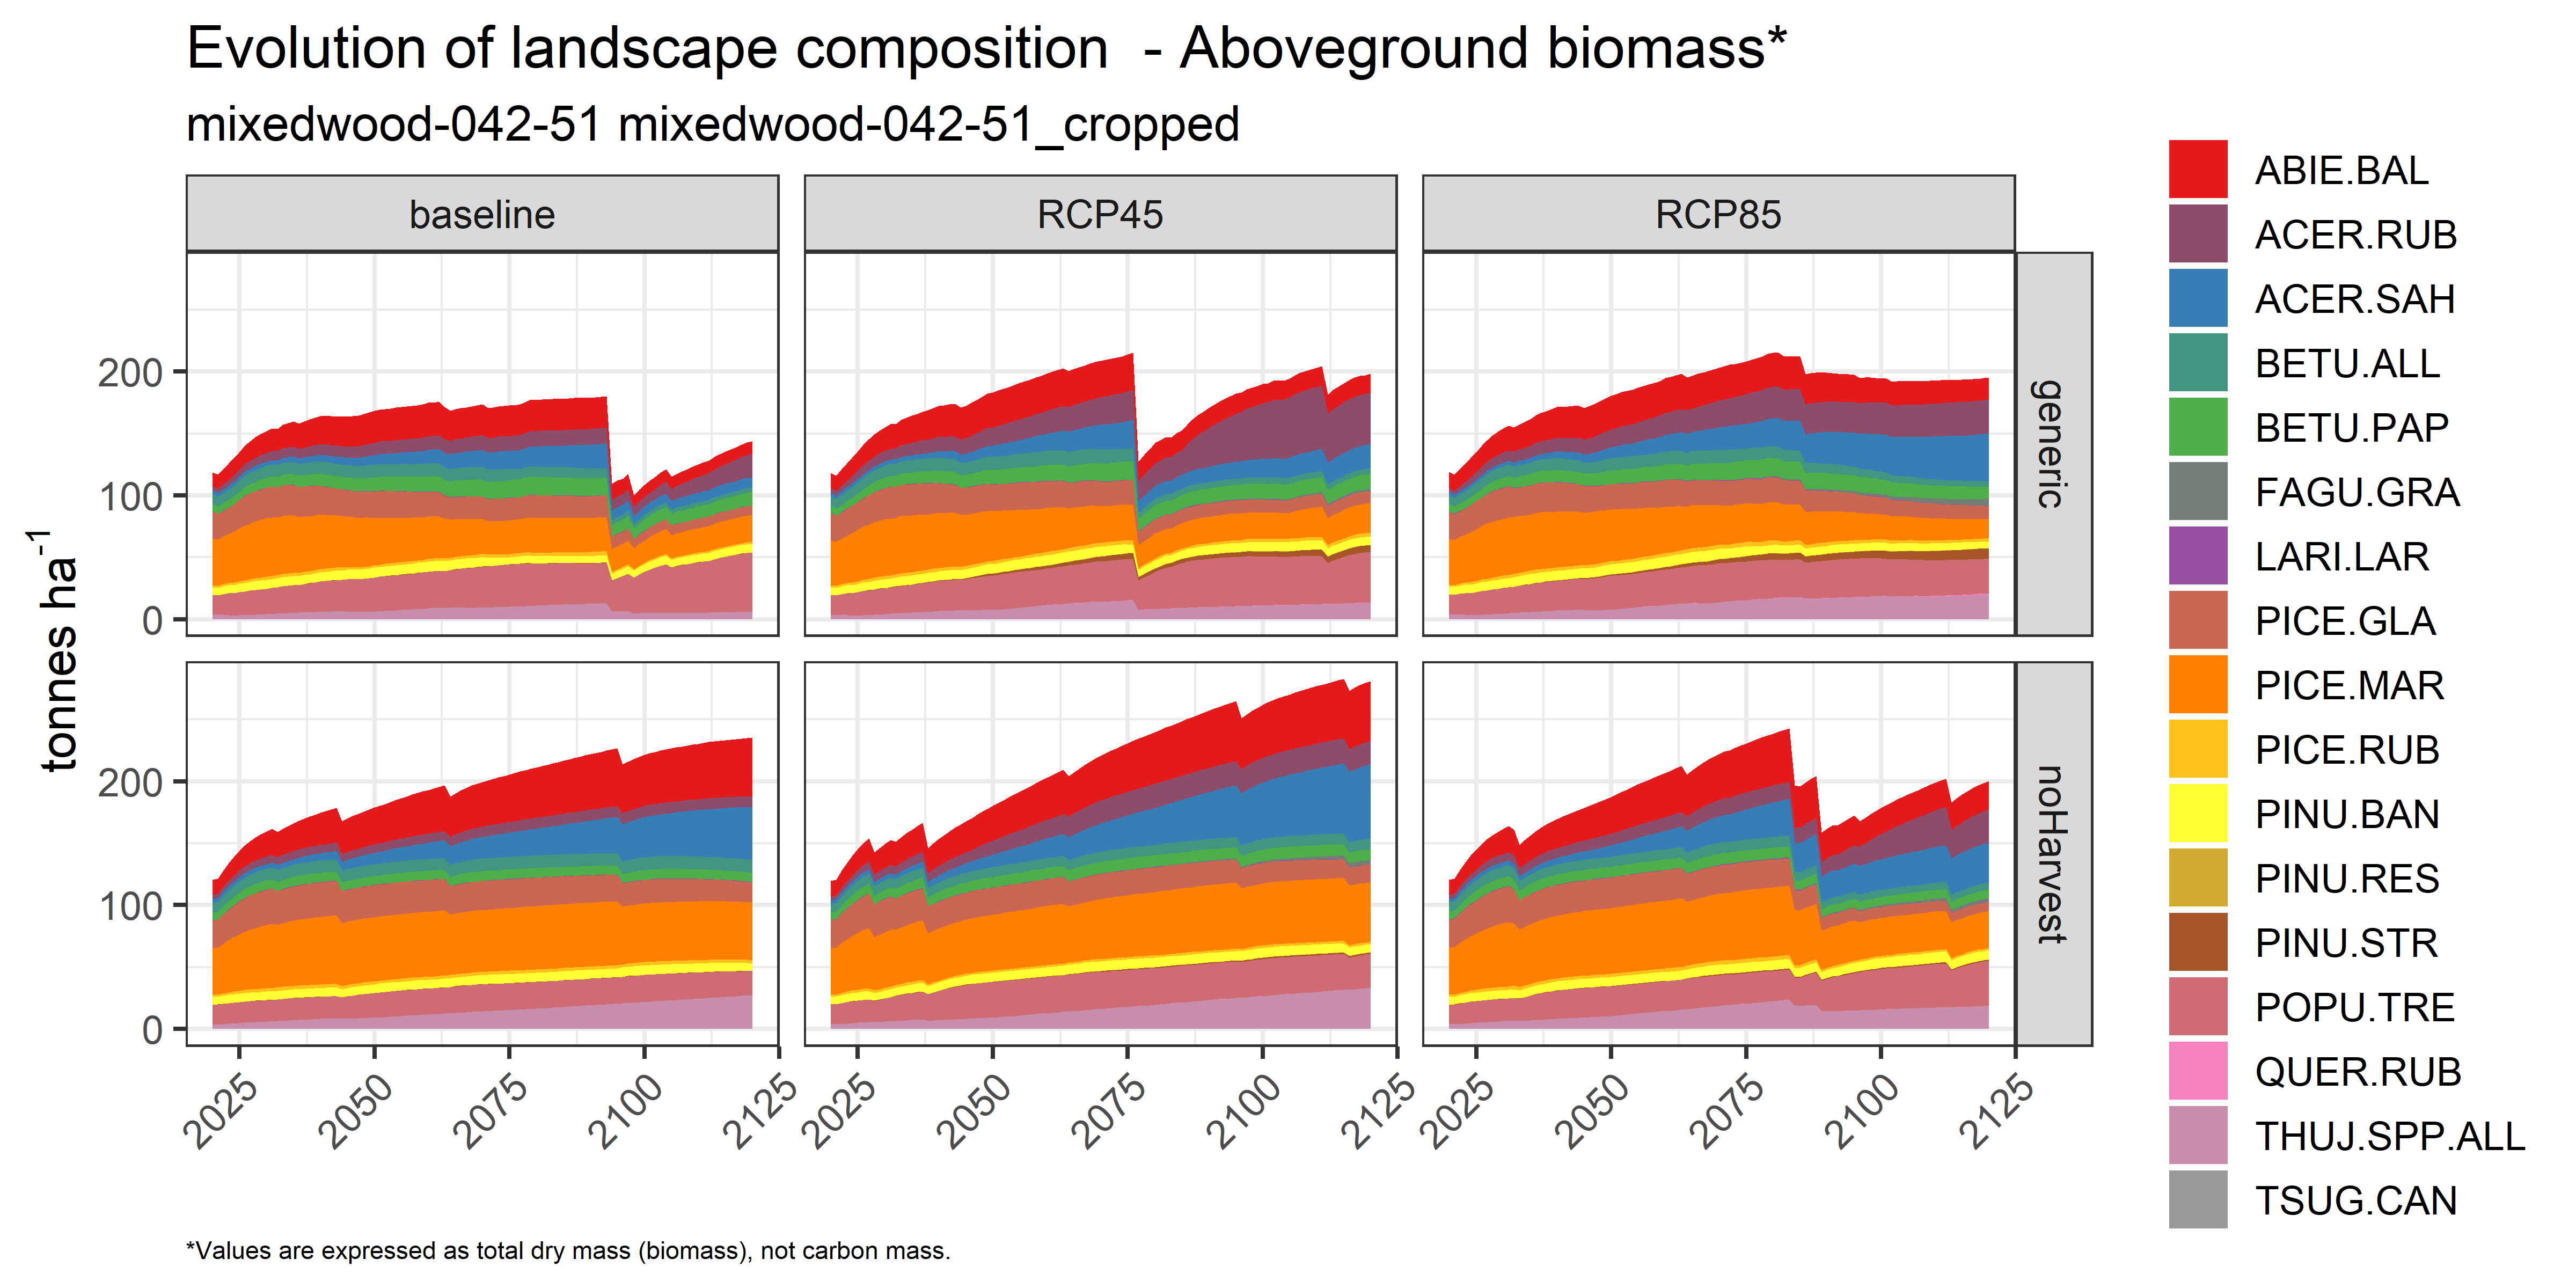 Evolution of landscape composition  - Aboveground biomass*
mixedwood-042-51 mixedwood-042-51_cropped
baseline
RCP45
RCP85
generic
noHarvest
tonnes ha⁻¹
200
100
0
200
100
0
2025
2050
2075
2100
2125
2025
2050
2075
2100
2125
2025
2050
2075
2100
2125
ABIE.BAL
ACER.RUB
ACER.SAH
BETU.ALL
BETU.PAP
FAGU.GRA
LARI.LAR
PICE.GLA
PICE.MAR
PICE.RUB
PINU.BAN
PINU.RES
PINU.STR
POPU.TRE
QUER.RUB
THUJ.SPP.ALL
TSUG.CAN
*Values are expressed as total dry mass (biomass), not carbon mass.